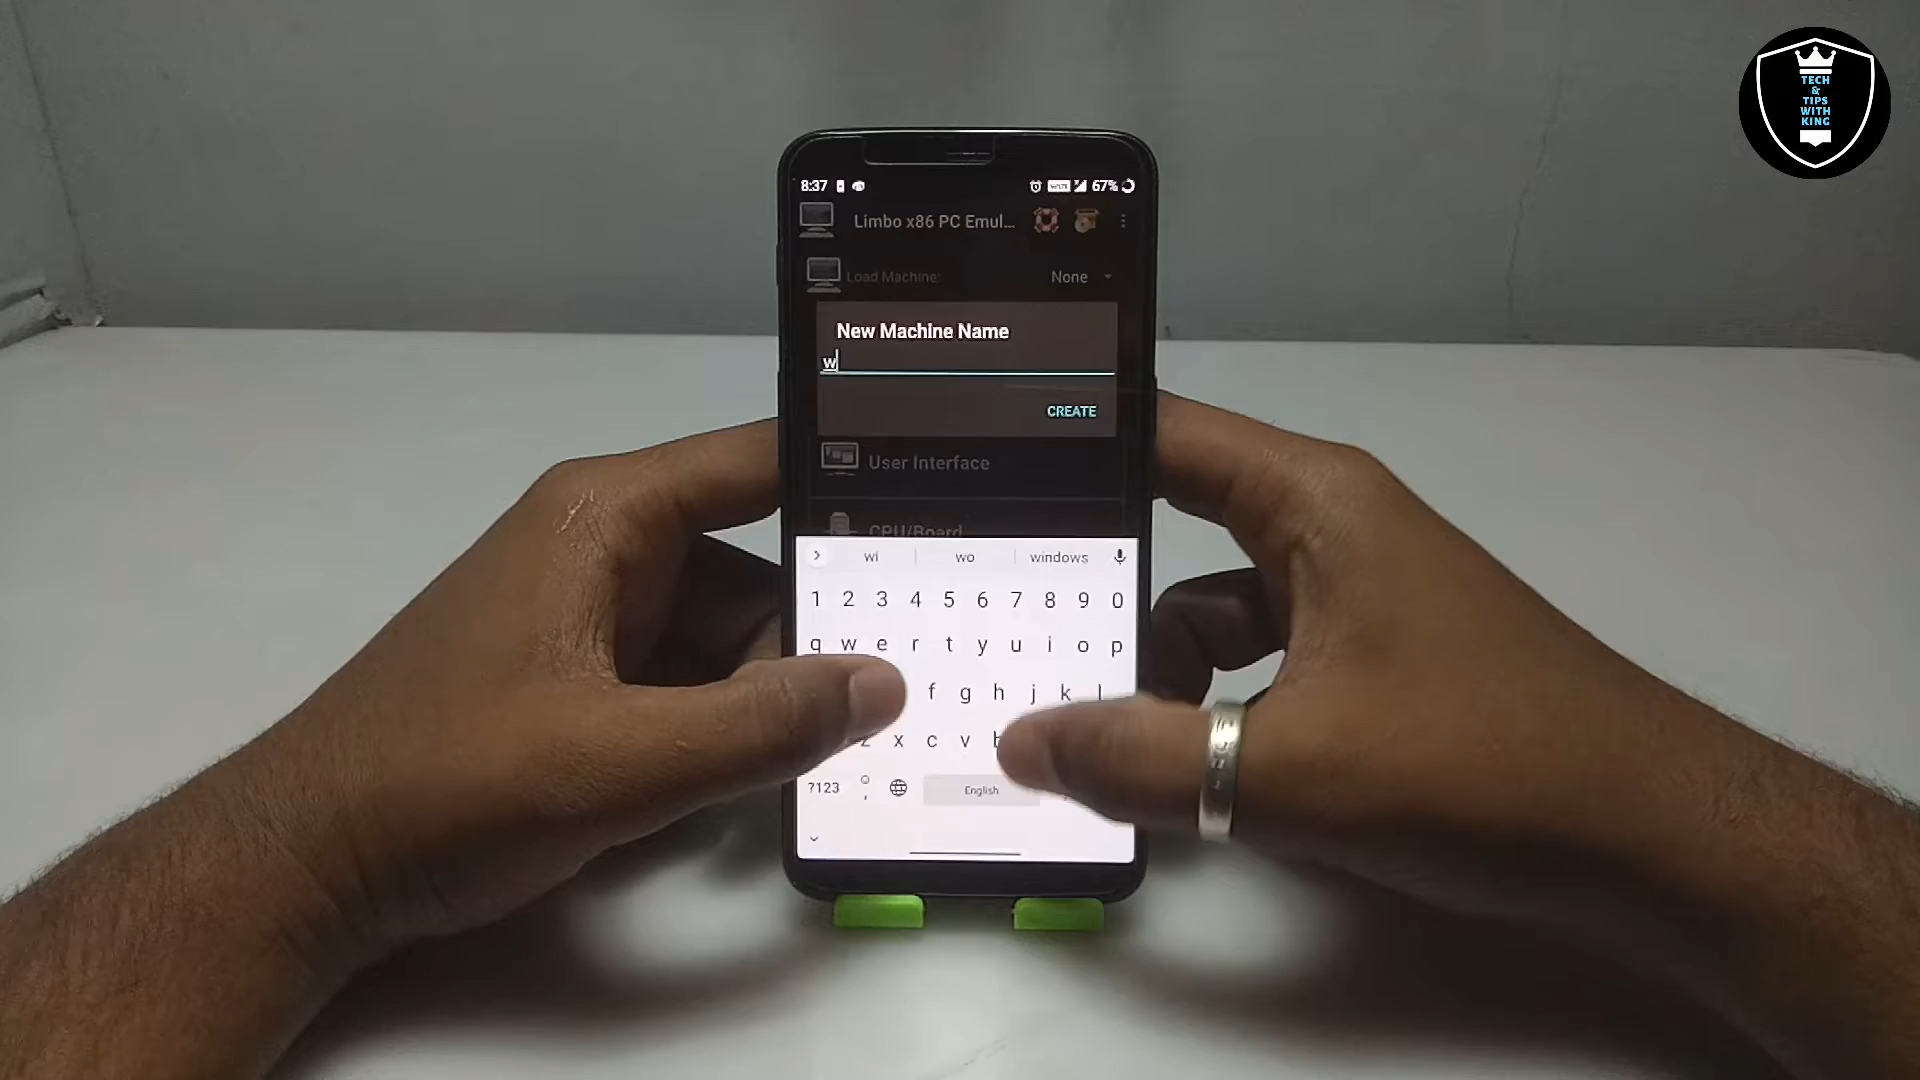 TECH
&
TIPS
WITH
KING
8:37
67%
Limbo x86 PC Emul...
Load Machine:
None
New Machine Name
w
CREATE
User Interface
CPU/Board
wi wo windows
1 2 3 4 5 6 7 8 9 0
q w e r t y u i o p
f g h j k l
z x c v b
?123 , English